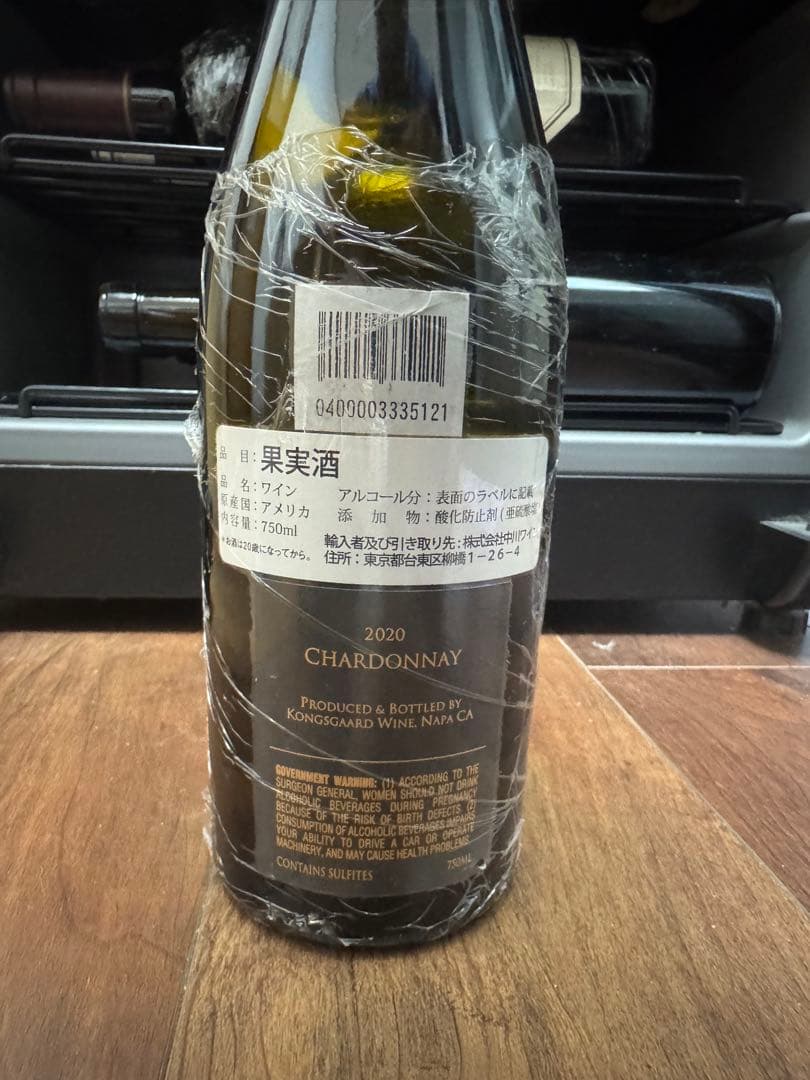 0400003335121
品 目：果実酒
品 名：ワイン
原産国：アメリカ
内容量：750ml
※お酒は20歳になってから。
アルコール分：表面のラベルに記載
添 加 物：酸化防止剤(亜硫酸塩
輸入者及び引き取り先：株式会社中川ワイン
住所：東京都台東区柳橋1-26-4
2020
CHARDONNAY
PRODUCED & BOTTLED BY
KONGSGAARD WINE, NAPA CA
GOVERNMENT WARNING: (1) ACCORDING TO THE
SURGEON GENERAL, WOMEN SHOULD NOT DRINK
ALCOHOLIC BEVERAGES DURING PREGNANCY
BECAUSE OF THE RISK OF BIRTH DEFECTS (2)
CONSUMPTION OF ALCOHOLIC BEVERAGES IMPAIRS
YOUR ABILITY TO DRIVE A CAR OR OPERATE
MACHINERY, AND MAY CAUSE HEALTH PROBLEMS.
CONTAINS SULFITES
750ML